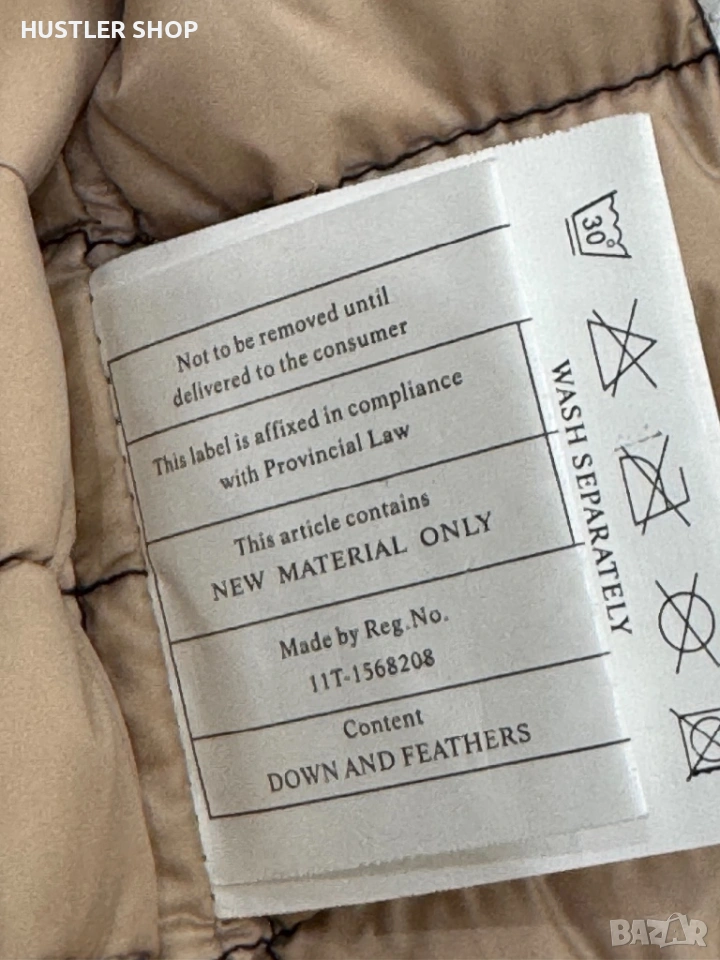 HUSTLER SHOP
Not to be removed until
delivered to the consumer
This label is affixed in compliance
with Provincial Law
This article contains
NEW MATERIAL ONLY
Made by Reg.No.
11T-1568208
Content
DOWN AND FEATHERS
30°
WASH SEPARATELY
BAZAR